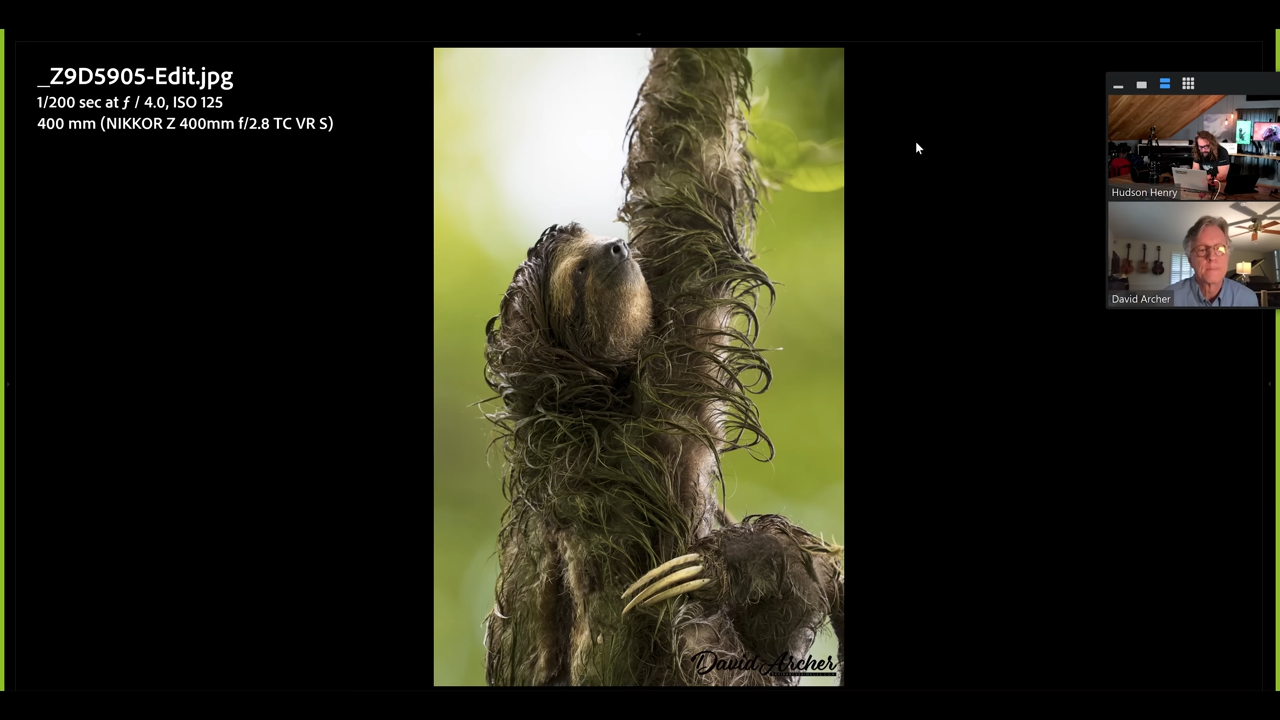 _Z9D5905-Edit.jpg
1/200 sec at ƒ / 4.0, ISO 125
400 mm (NIKKOR Z 400mm f/2.8 TC VR S)
Hudson Henry
David Archer
David Archer